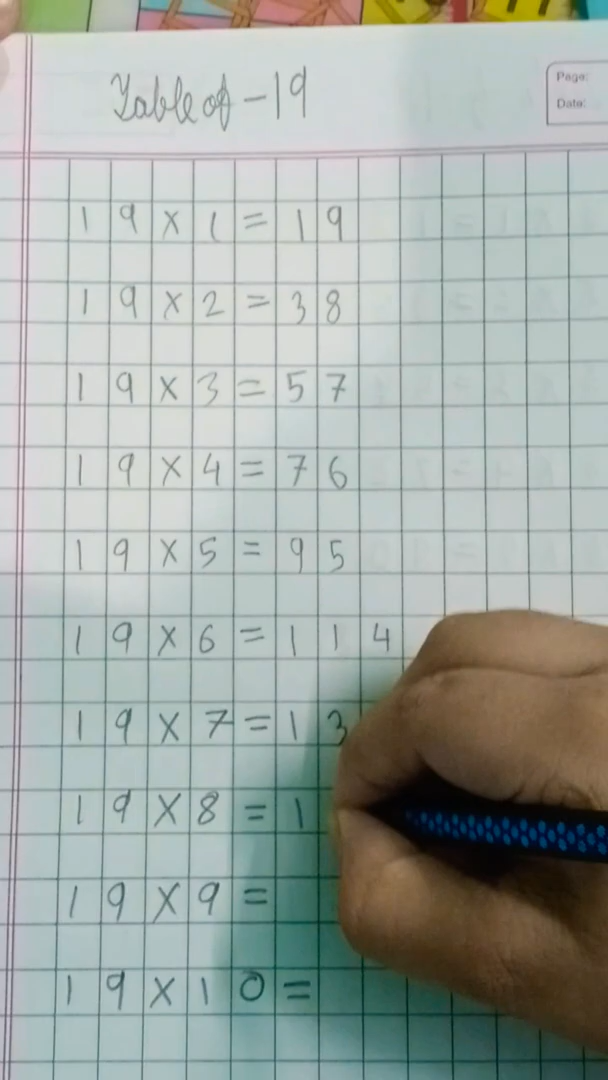 Table of - 19
Page:
Date:
19 × 1 = 19
19 × 2 = 38
19 × 3 = 57
19 × 4 = 76
19 × 5 = 95
19 × 6 = 114
19 × 7 = 13
19 × 8 = 1
19 × 9 =
19 × 10 =